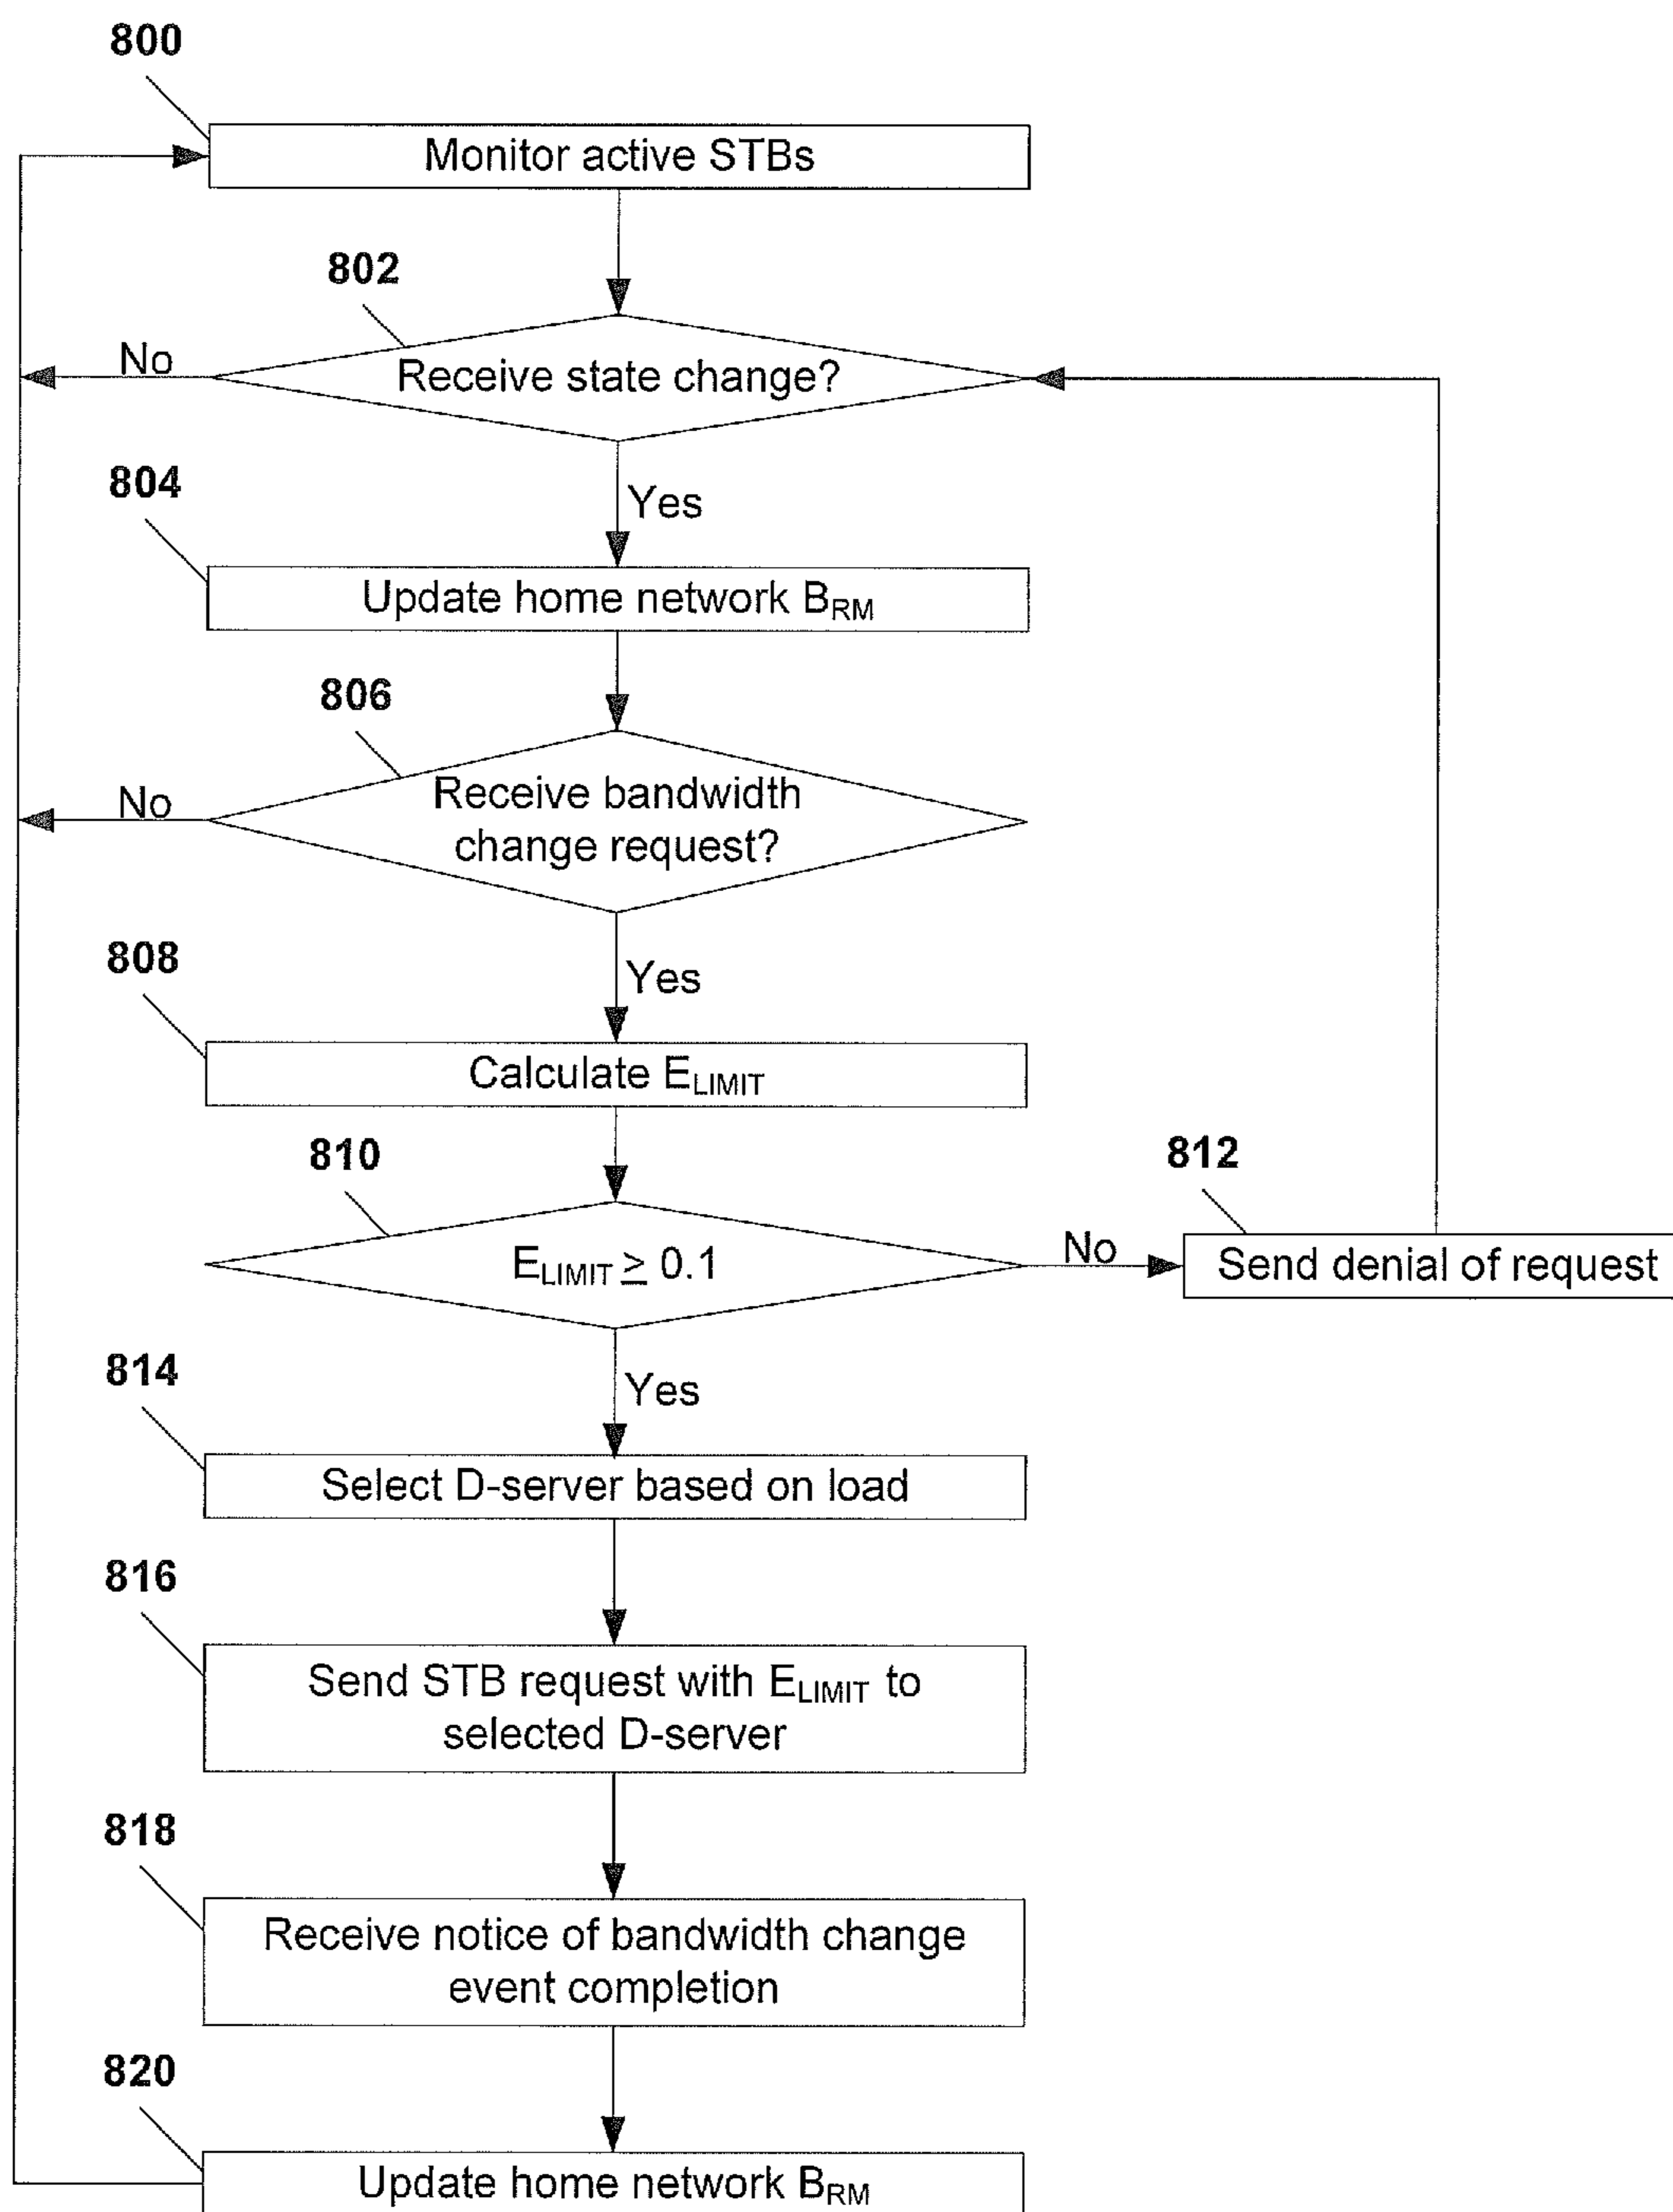 800
Monitor active STBs
802
No
Receive state change?
804
Yes
Update home network BRM
806
No
Receive bandwidth
change request?
808
Yes
Calculate ELIMIT
810
812
ELIMIT ≥ 0.1
No
Send denial of request
814
Yes
Select D-server based on load
816
Send STB request with ELIMIT to
selected D-server
818
Receive notice of bandwidth change
event completion
820
Update home network BRM